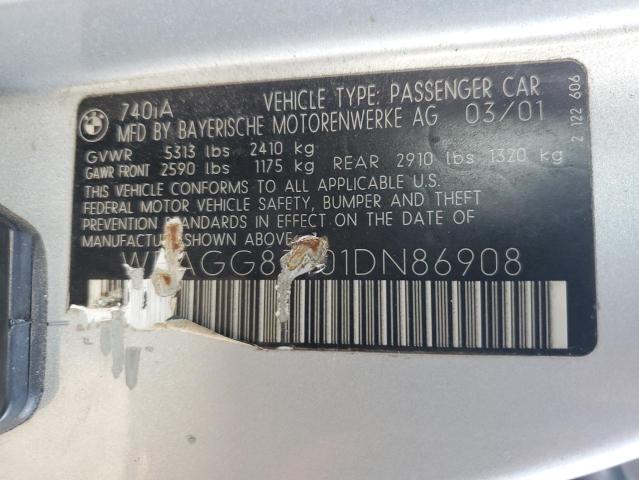 740iA VEHICLE TYPE: PASSENGER CAR
MFD BY BAYERISCHE MOTORENWERKE AG 03/01
GVWR 5313 lbs 2410 kg
GAWR FRONT 2590 lbs 1175 kg REAR 2910 lbs 1320 kg
THIS VEHICLE CONFORMS TO ALL APPLICABLE U.S.
FEDERAL MOTOR VEHICLE SAFETY, BUMPER AND THEFT
PREVENTION STANDARDS IN EFFECT ON THE DATE OF
MANUFACTURE SHOWN ABOVE
2 122 606